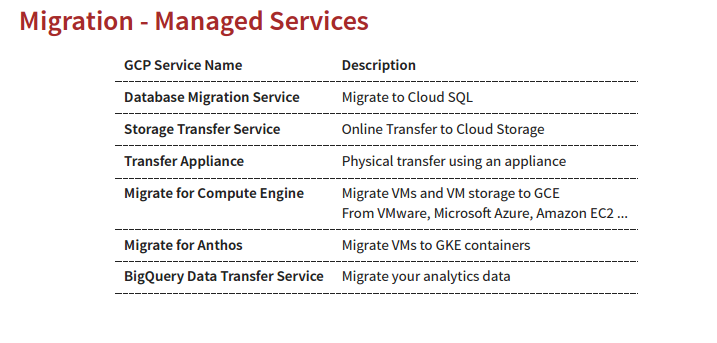 Migration - Managed Services
GCP Service Name Description
Database Migration Service Migrate to Cloud SQL
Storage Transfer Service Online Transfer to Cloud Storage
Transfer Appliance Physical transfer using an appliance
Migrate for Compute Engine Migrate VMs and VM storage to GCE
From VMware, Microsoft Azure, Amazon EC2 ...
Migrate for Anthos Migrate VMs to GKE containers
BigQuery Data Transfer Service Migrate your analytics data